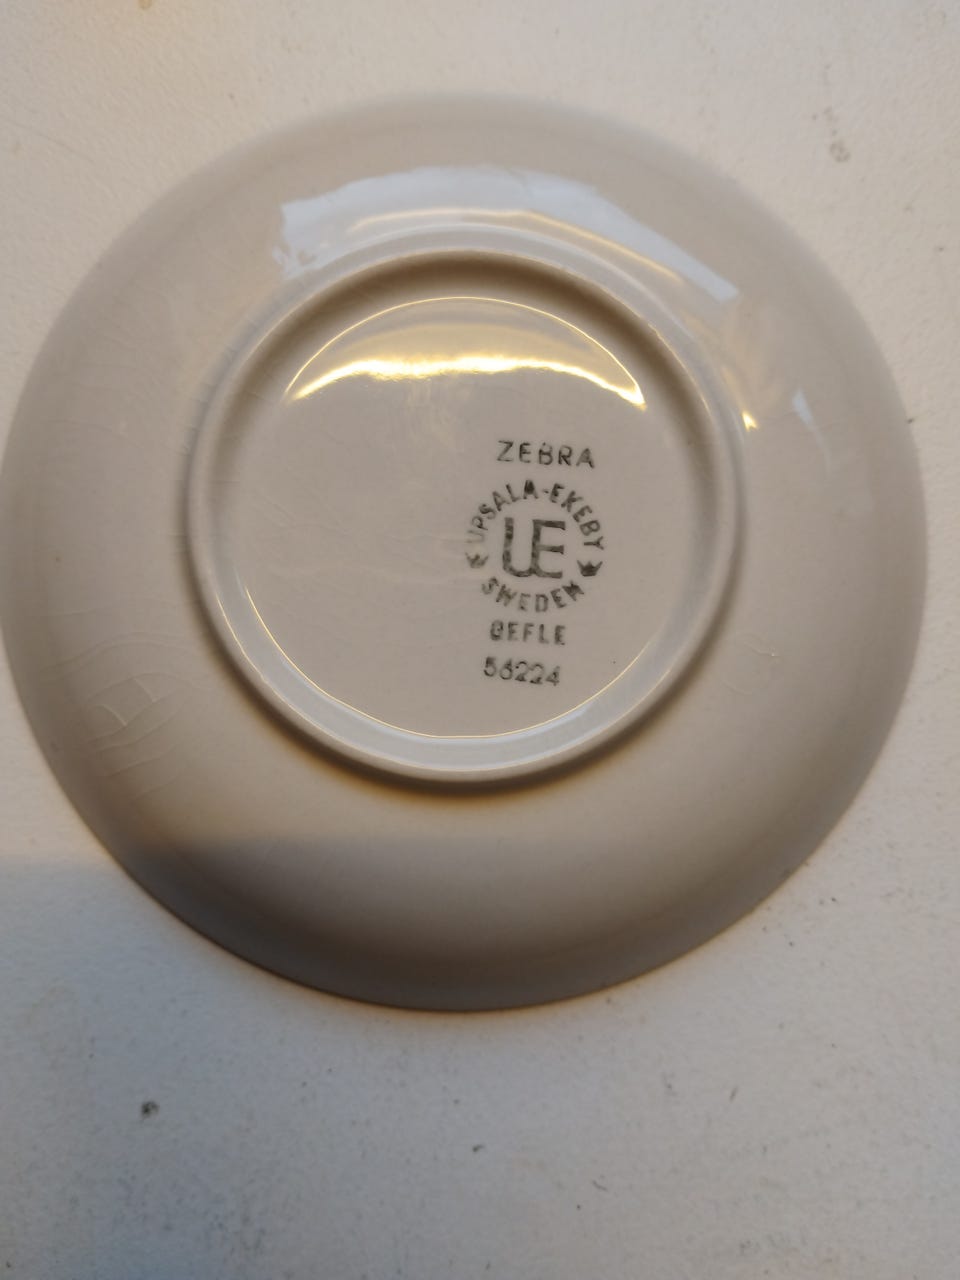 ZEBRA
UPSALA-EKEBY
UE
SWEDEN
GEFLE
56224